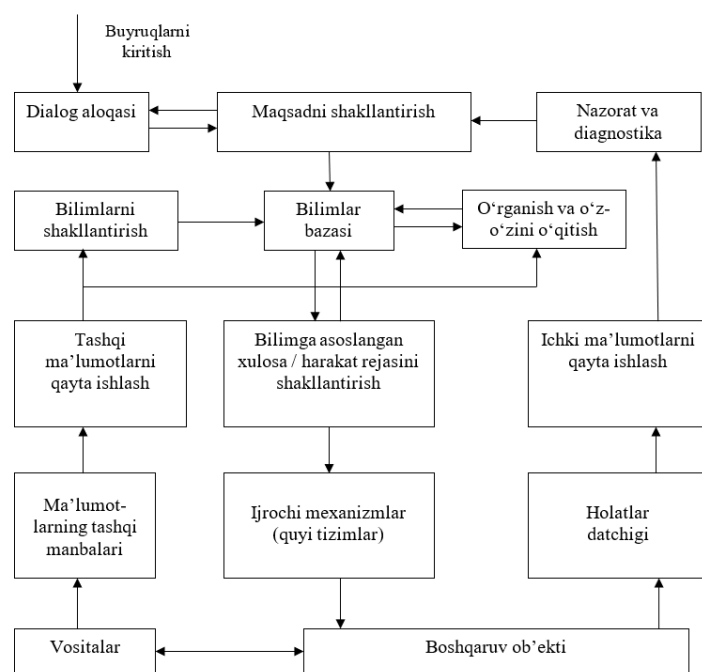 Buyruqlarni
kiritish
Dialog aloqasi
Maqsadni shakllantirish
Nazorat va
diagnostika
Bilimlarni
shakllantirish
Bilimlar
bazasi
O‘rganish va o‘z-
o‘zini o‘qitish
Tashqi
ma’lumotlarni
qayta ishlash
Bilimga asoslangan
xulosa / harakat rejasini
shakllantirish
Ichki ma’lumotlarni
qayta ishlash
Ma’lumot-
larning tashqi
manbalari
Ijrochi mexanizmlar
(quyi tizimlar)
Holatlar
datchigi
Vositalar
Boshqaruv ob’ekti